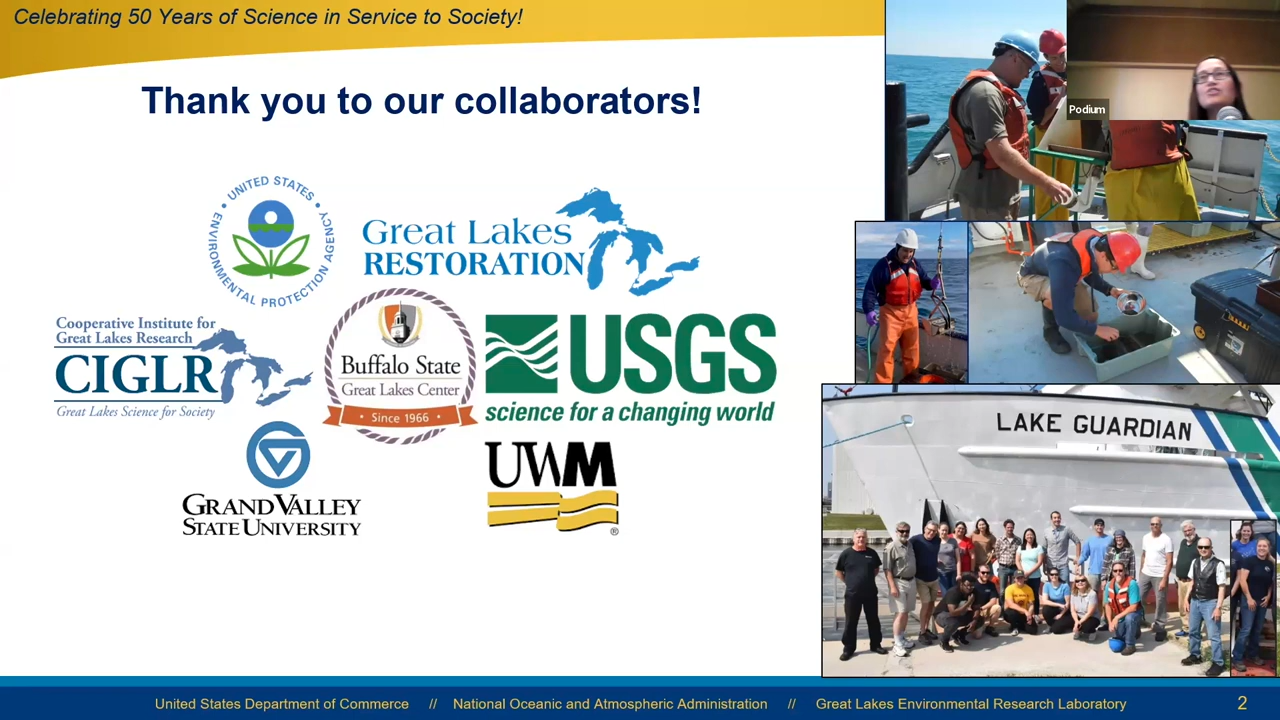 Celebrating 50 Years of Science in Service to Society!
Podium
Thank you to our collaborators!
UNITED STATES
ENVIRONMENTAL PROTECTION AGENCY
Great Lakes
RESTORATION
Cooperative Institute for
Great Lakes Research
CIGLR
Great Lakes Science for Society
Buffalo State
Great Lakes Center
Since 1966
USGS
science for a changing world
GRAND VALLEY
STATE UNIVERSITY
UWM
®
LAKE GUARDIAN
United States Department of Commerce // National Oceanic and Atmospheric Administration // Great Lakes Environmental Research Laboratory
2